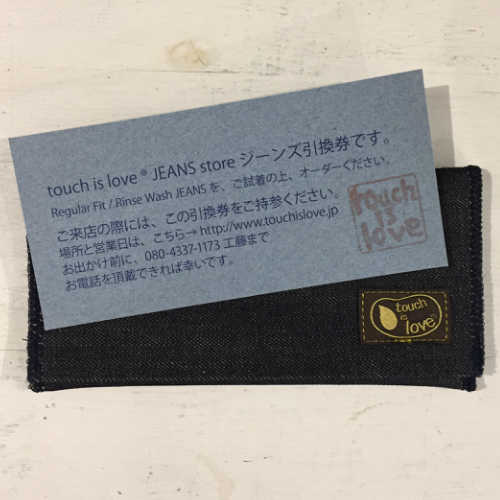 touch is love® JEANS store ジーンズ引換券です。
Regular Fit / Rinse Wash JEANS を、ご試着の上、オーダーください。
ご来店の際には、この引換券をご持参ください。
場所と営業日は、こちら→http://www.touchislove.jp
お出かけ前に、080-4337-1173 工藤まで
お電話を頂戴できれば幸いです。
touch
is
love
touch
is
love